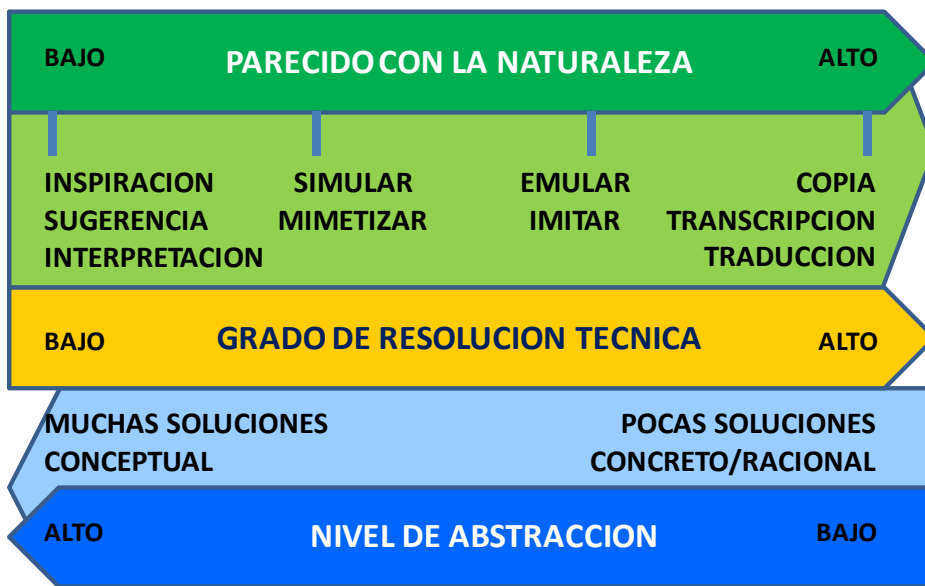 BAJO PARECIDO CON LA NATURALEZA ALTO
INSPIRACION SIMULAR EMULAR COPIA
SUGERENCIA MIMETIZAR IMITAR TRANSCRIPCION
INTERPRETACION TRADUCCION
BAJO GRADO DE RESOLUCION TECNICA ALTO
MUCHAS SOLUCIONES POCAS SOLUCIONES
CONCEPTUAL CONCRETO/RACIONAL
ALTO NIVEL DE ABSTRACCION BAJO